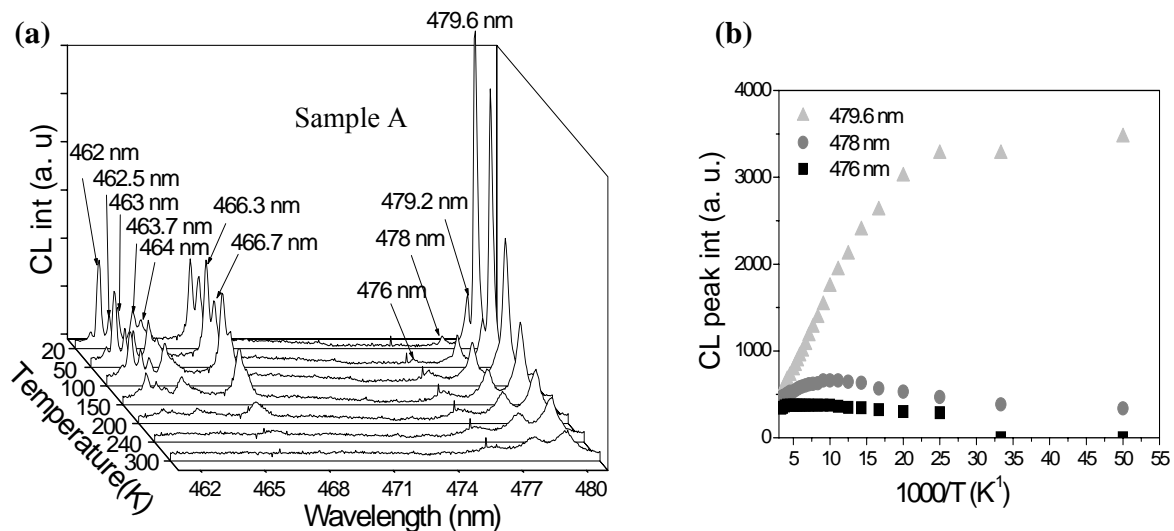 (a)
479.6 nm
Sample A
462 nm
462.5 nm
463 nm
463.7 nm
464 nm
466.3 nm
466.7 nm
479.2 nm
478 nm
476 nm
CL int (a. u)
20
50
100
150
200
240
300
Temperature(K)
462 465 468 471 474 477 480
Wavelength (nm)
(b)
479.6 nm
478 nm
476 nm
4000
3000
2000
1000
0
CL peak int (a. u.)
5 10 15 20 25 30 35 40 45 50 55
1000/T (K⁻¹)